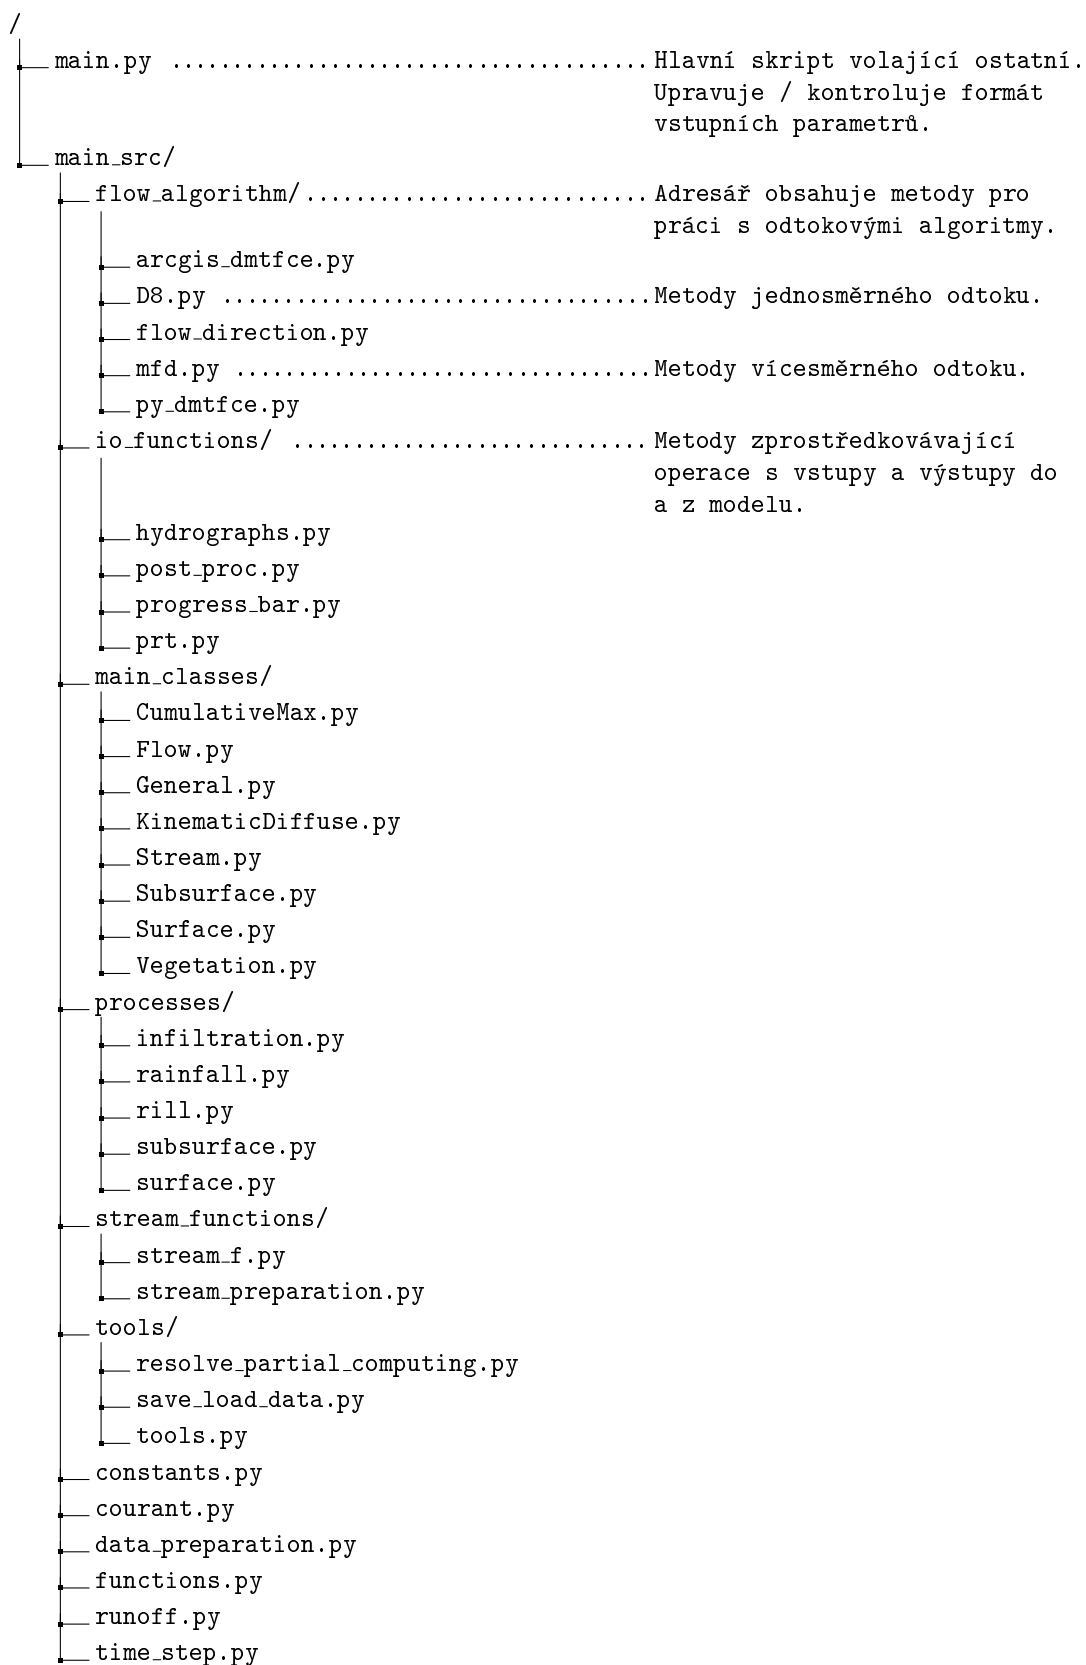 /
main.py ...................................... Hlavní skript volající ostatní.
Upravuje / kontroluje formát
vstupních parametrů.
main_src/
flow_algorithm/ ............................ Adresář obsahuje metody pro
práci s odtokovými algoritmy.
arcgis_dmtfce.py
D8.py ................................... Metody jednosměrného odtoku.
flow_direction.py
mfd.py .................................. Metody vícesměrného odtoku.
py_dmtfce.py
io_functions/ ............................. Metody zprostředkovávající
operace s vstupy a výstupy do
a z modelu.
hydrographs.py
post_proc.py
progress_bar.py
prt.py
main_classes/
CumulativeMax.py
Flow.py
General.py
KinematicDiffuse.py
Stream.py
Subsurface.py
Surface.py
Vegetation.py
processes/
infiltration.py
rainfall.py
rill.py
subsurface.py
surface.py
stream_functions/
stream_f.py
stream_preparation.py
tools/
resolve_partial_computing.py
save_load_data.py
tools.py
constants.py
courant.py
data_preparation.py
functions.py
runoff.py
time_step.py